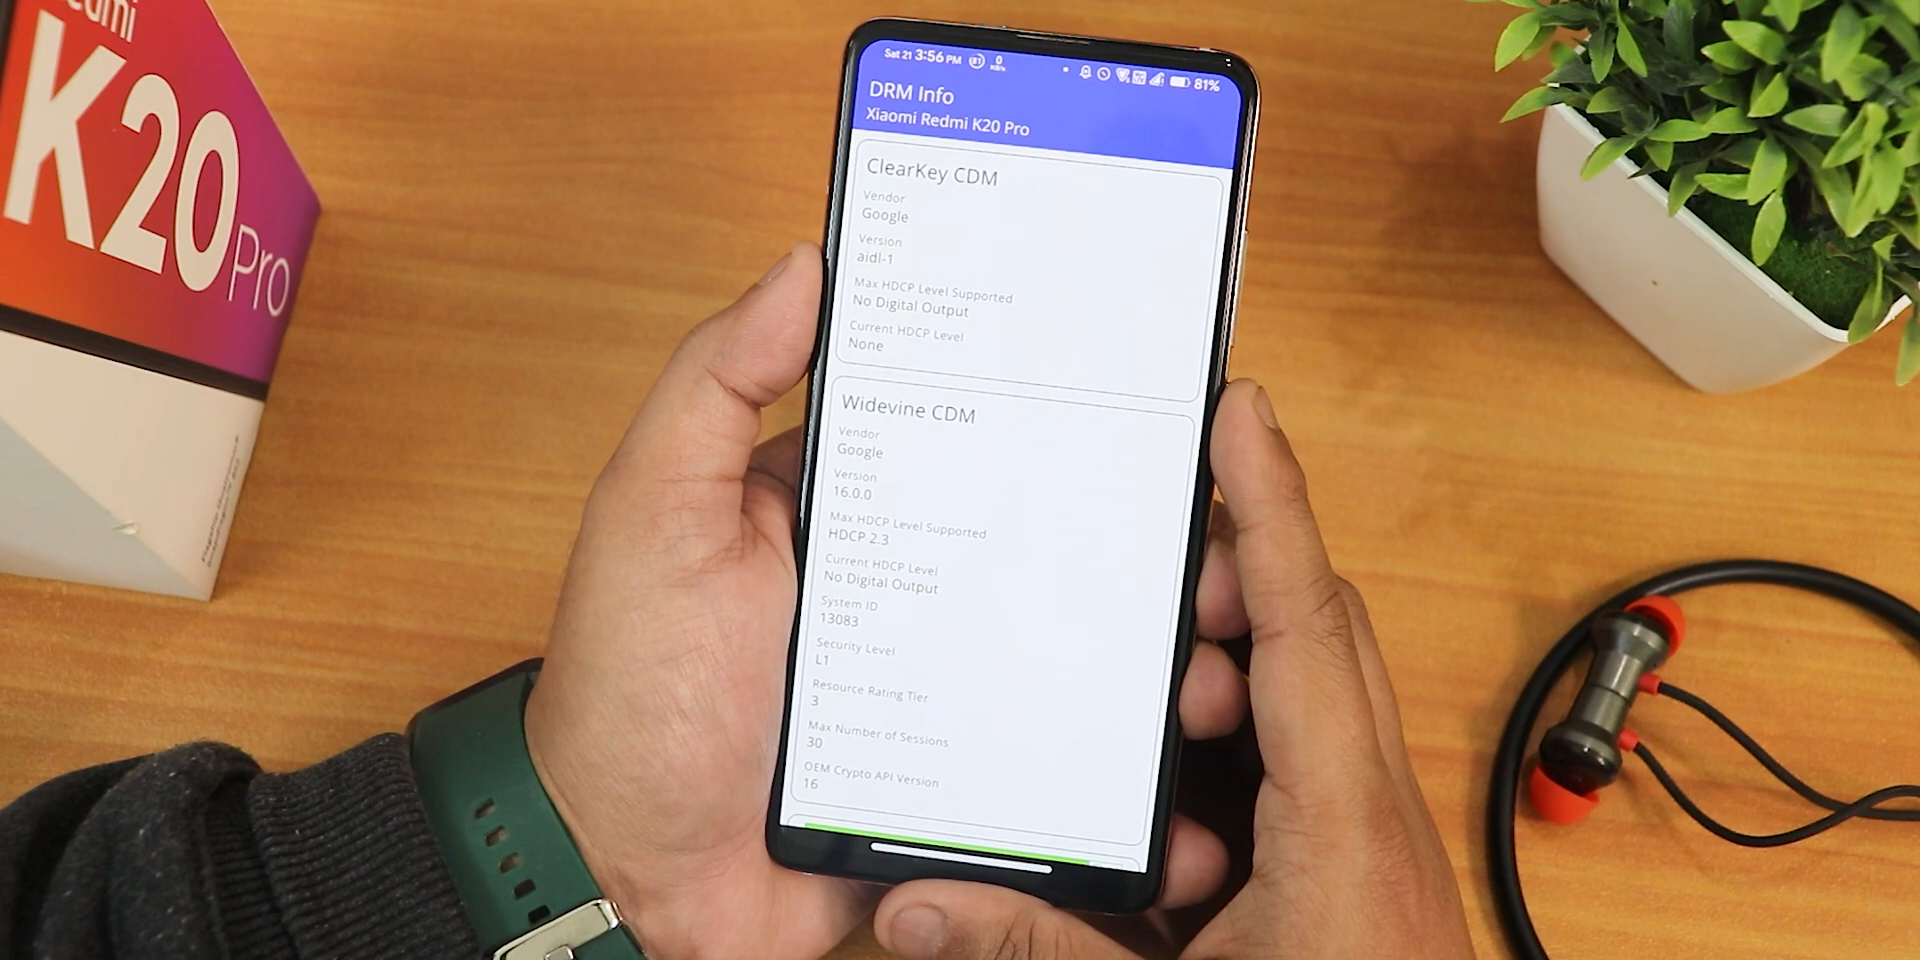 Redmi
K20 Pro
Sat 21 3:56 PM 0 KB/s 81%
DRM Info
Xiaomi Redmi K20 Pro
ClearKey CDM
Vendor
Google
Version
aidl-1
Max HDCP Level Supported
No Digital Output
Current HDCP Level
None
Widevine CDM
Vendor
Google
Version
16.0.0
Max HDCP Level Supported
HDCP 2.3
Current HDCP Level
No Digital Output
System ID
13083
Security Level
L1
Resource Rating Tier
3
Max Number of Sessions
30
OEM Crypto API Version
16